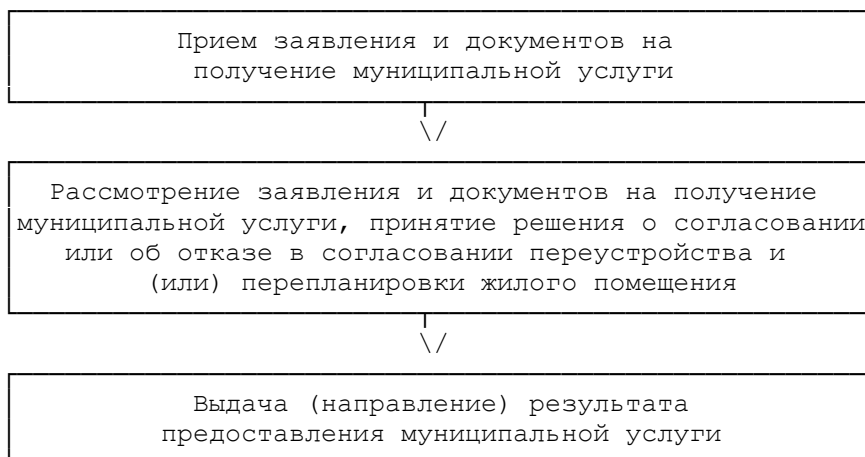 Прием заявления и документов на
получение муниципальной услуги
\/
Рассмотрение заявления и документов на получение
муниципальной услуги, принятие решения о согласовании
или об отказе в согласовании переустройства и
(или) перепланировки жилого помещения
\/
Выдача (направление) результата
предоставления муниципальной услуги